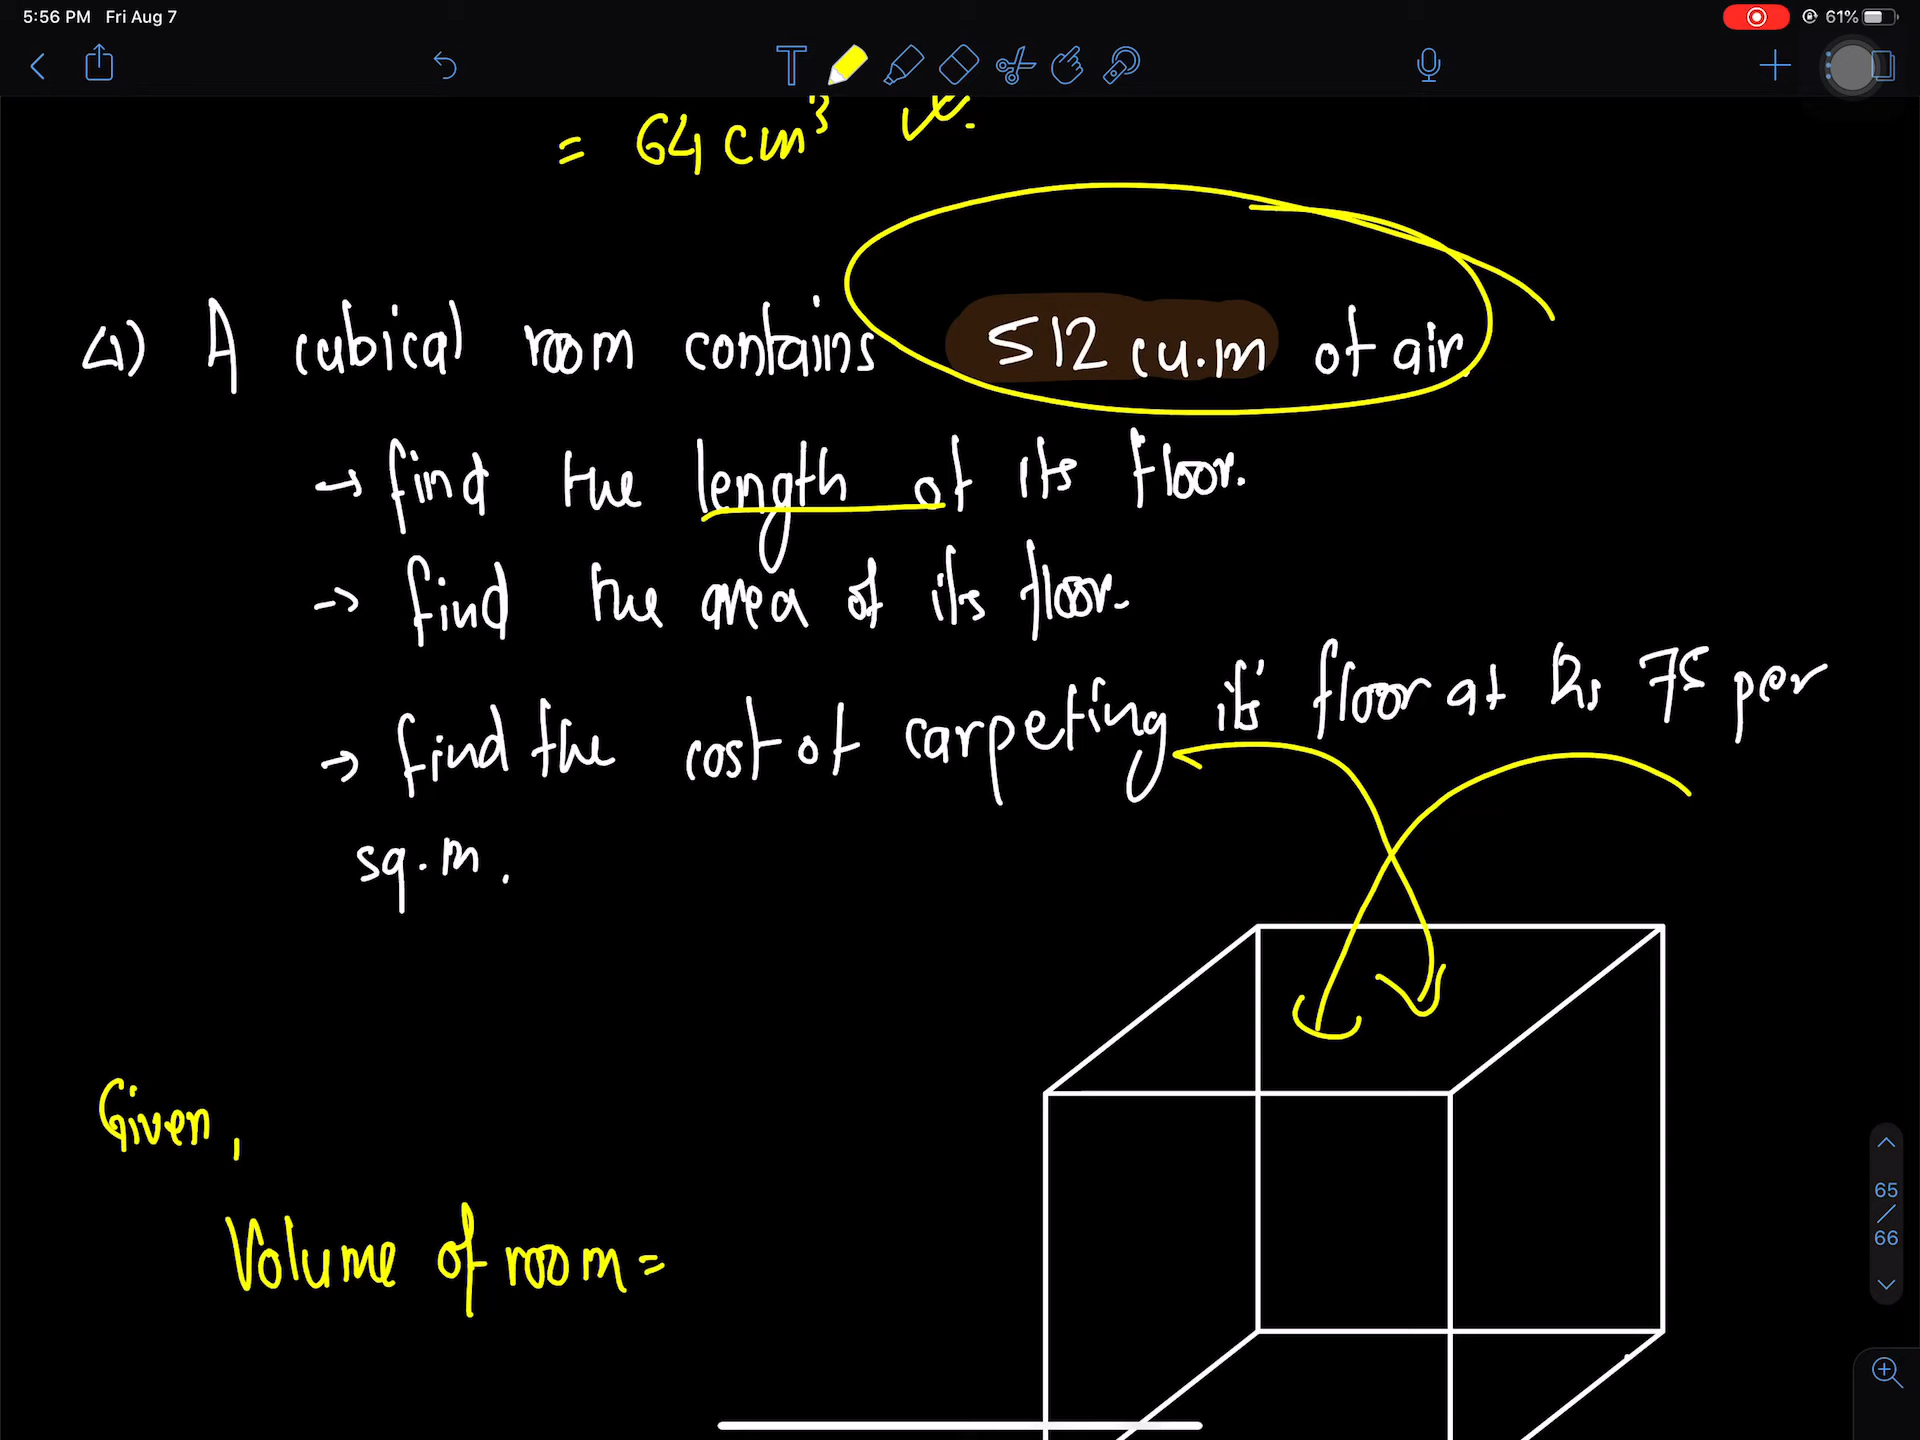 5:56 PM Fri Aug 7
61%
= 64 cm³
4) A cubical room contains 512 cu.m of air
→ find the length of its floor.
→ find the area of its floor.
→ find the cost of carpeting its floor at Rs 75 per
sq.m.
Given,
Volume of room =
65
/
66